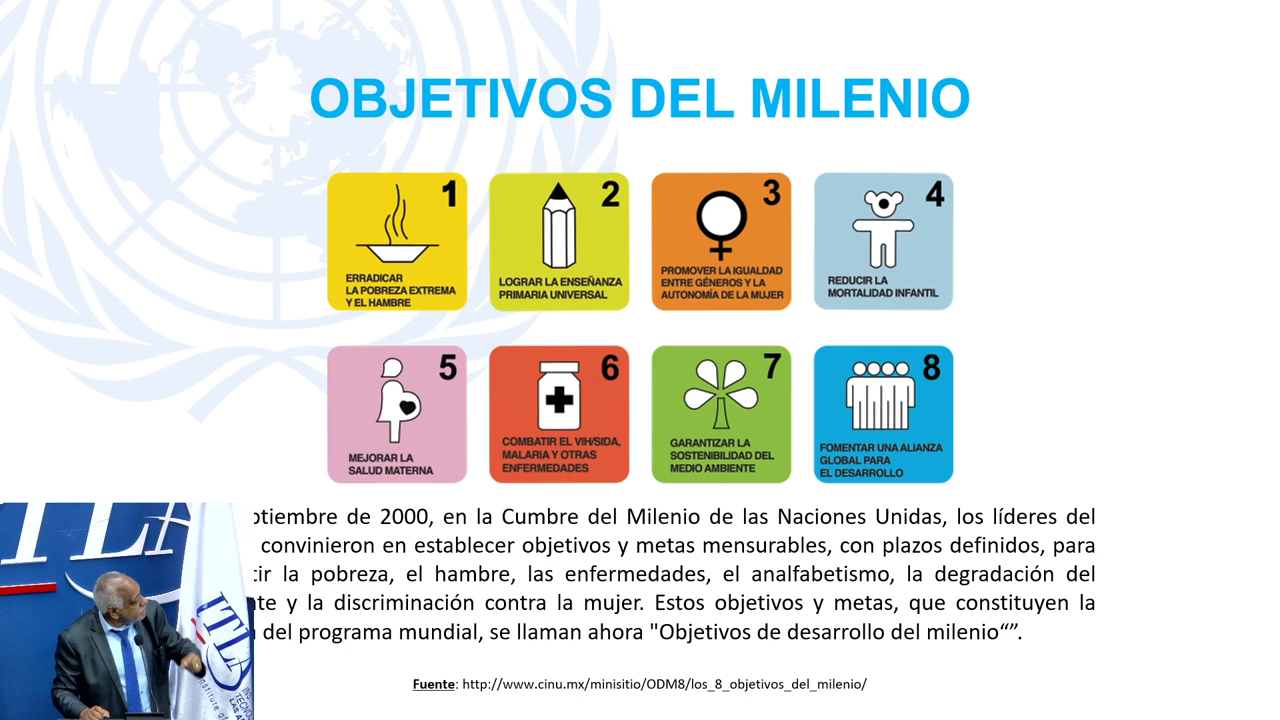 OBJETIVOS DEL MILENIO
1
ERRADICAR
LA POBREZA EXTREMA
Y EL HAMBRE
2
LOGRAR LA ENSEÑANZA
PRIMARIA UNIVERSAL
3
PROMOVER LA IGUALDAD
ENTRE GÉNEROS Y LA
AUTONOMÍA DE LA MUJER
4
REDUCIR LA
MORTALIDAD INFANTIL
5
MEJORAR LA
SALUD MATERNA
6
COMBATIR EL VIH/SIDA,
MALARIA Y OTRAS
ENFERMEDADES
7
GARANTIZAR LA
SOSTENIBILIDAD DEL
MEDIO AMBIENTE
8
FOMENTAR UNA ALIANZA
GLOBAL PARA
EL DESARROLLO
de 2000, en la Cumbre del Milenio de las Naciones Unidas, los líderes del
convinieron en establecer objetivos y metas mensurables, con plazos definidos, para
la pobreza, el hambre, las enfermedades, el analfabetismo, la degradación del
y la discriminación contra la mujer. Estos objetivos y metas, que constituyen la
del programa mundial, se llaman ahora "Objetivos de desarrollo del milenio“”.
Fuente: http://www.cinu.mx/minisitio/ODM8/los_8_objetivos_del_milenio/
ITLA